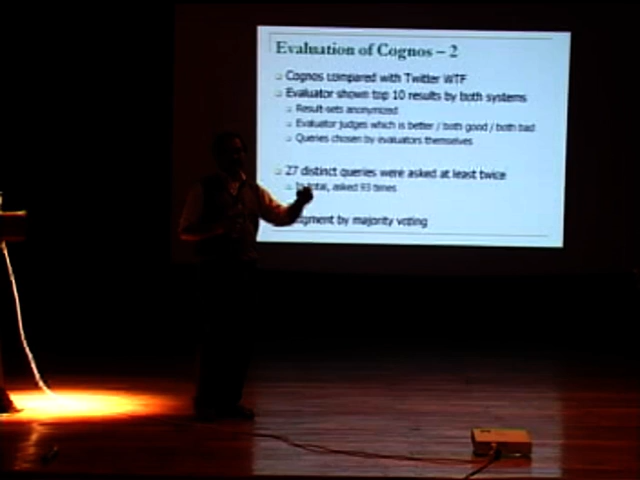 Evaluation of Cognos – 2
Cognos compared with Twitter WTF
Evaluator shown top 10 results by both systems
Result-sets anonymized
Evaluator judges which is better / both good / both bad
Queries chosen by evaluators themselves
27 distinct queries were asked at least twice
In total, asked 93 times
by majority voting